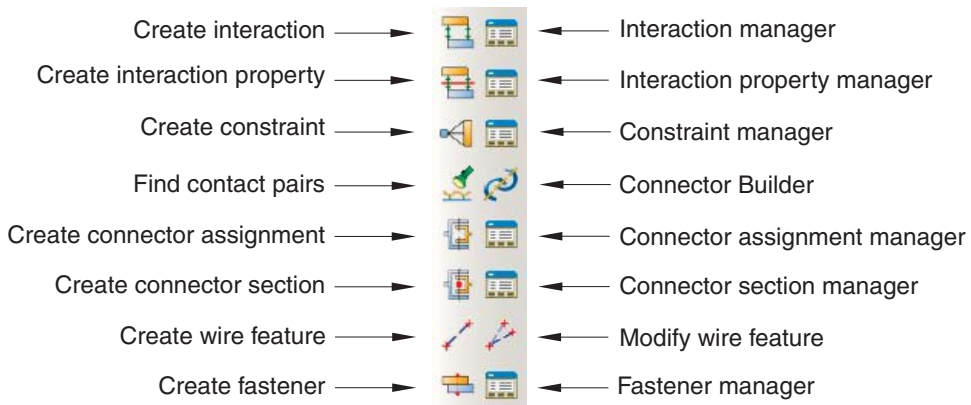 Create interaction
Interaction manager
Create interaction property
Interaction property manager
Create constraint
Constraint manager
Find contact pairs
Connector Builder
Create connector assignment
Connector assignment manager
Create connector section
Connector section manager
Create wire feature
Modify wire feature
Create fastener
Fastener manager